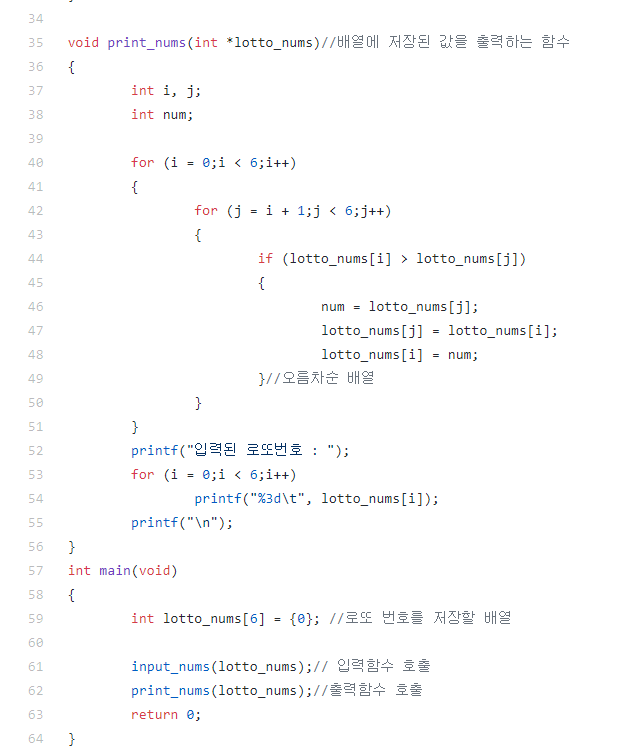 34
35 void print_nums(int *lotto_nums)//배열에 저장된 값을 출력하는 함수
36 {
37 int i, j;
38 int num;
39
40 for (i = 0;i < 6;i++)
41 {
42 for (j = i + 1;j < 6;j++)
43 {
44 if (lotto_nums[i] > lotto_nums[j])
45 {
46 num = lotto_nums[j];
47 lotto_nums[j] = lotto_nums[i];
48 lotto_nums[i] = num;
49 }//오름차순 배열
50 }
51 }
52 printf("입력된 로또번호 : ");
53 for (i = 0;i < 6;i++)
54 printf("%3d\t", lotto_nums[i]);
55 printf("\n");
56 }
57 int main(void)
58 {
59 int lotto_nums[6] = {0}; //로또 번호를 저장할 배열
60
61 input_nums(lotto_nums);// 입력함수 호출
62 print_nums(lotto_nums);//출력함수 호출
63 return 0;
64 }